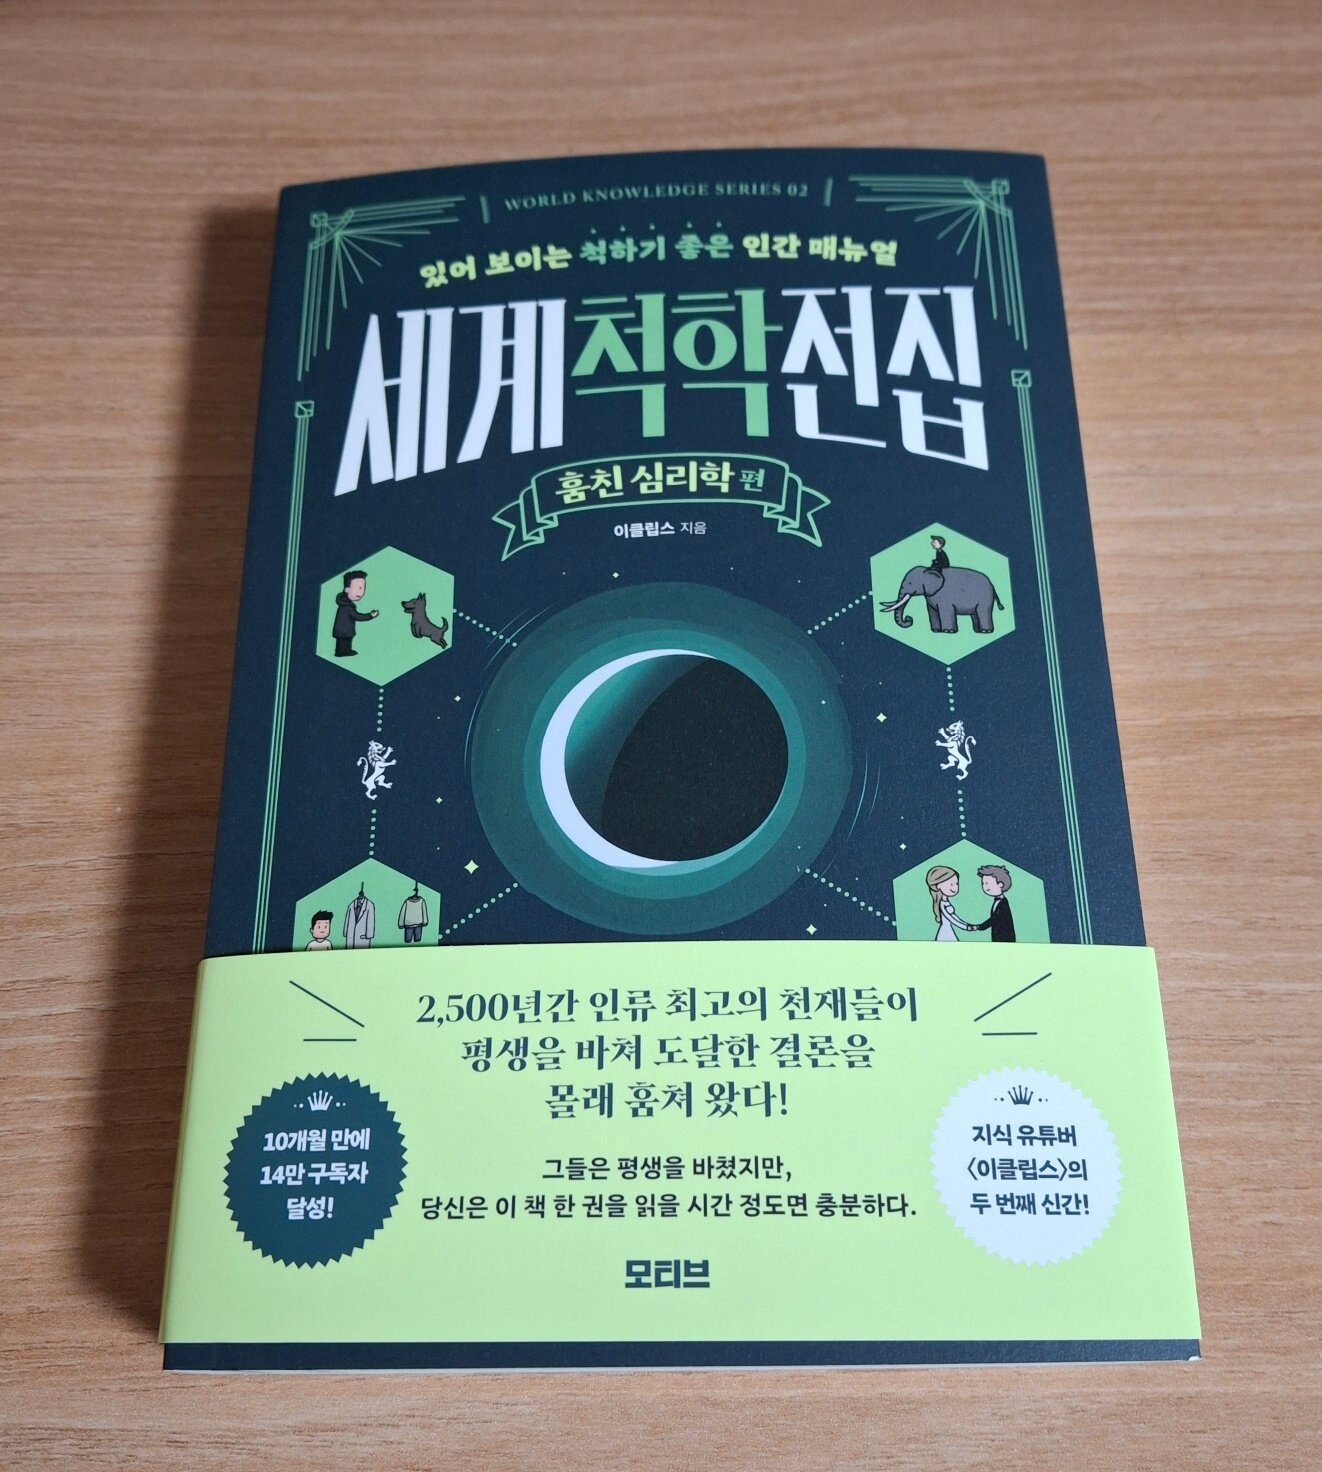 WORLD KNOWLEDGE SERIES 02
있어 보이는 척하기 좋은 인간 매뉴얼
세계척학전집
훔친 심리학 편
이클립스 지음
2,500년간 인류 최고의 천재들이
평생을 바쳐 도달한 결론을
몰래 훔쳐 왔다!
그들은 평생을 바쳤지만,
당신은 이 책 한 권을 읽을 시간 정도면 충분하다.
10개월 만에
14만 구독자
달성!
지식 유튜버
〈이클립스〉의
두 번째 신간!
모티브